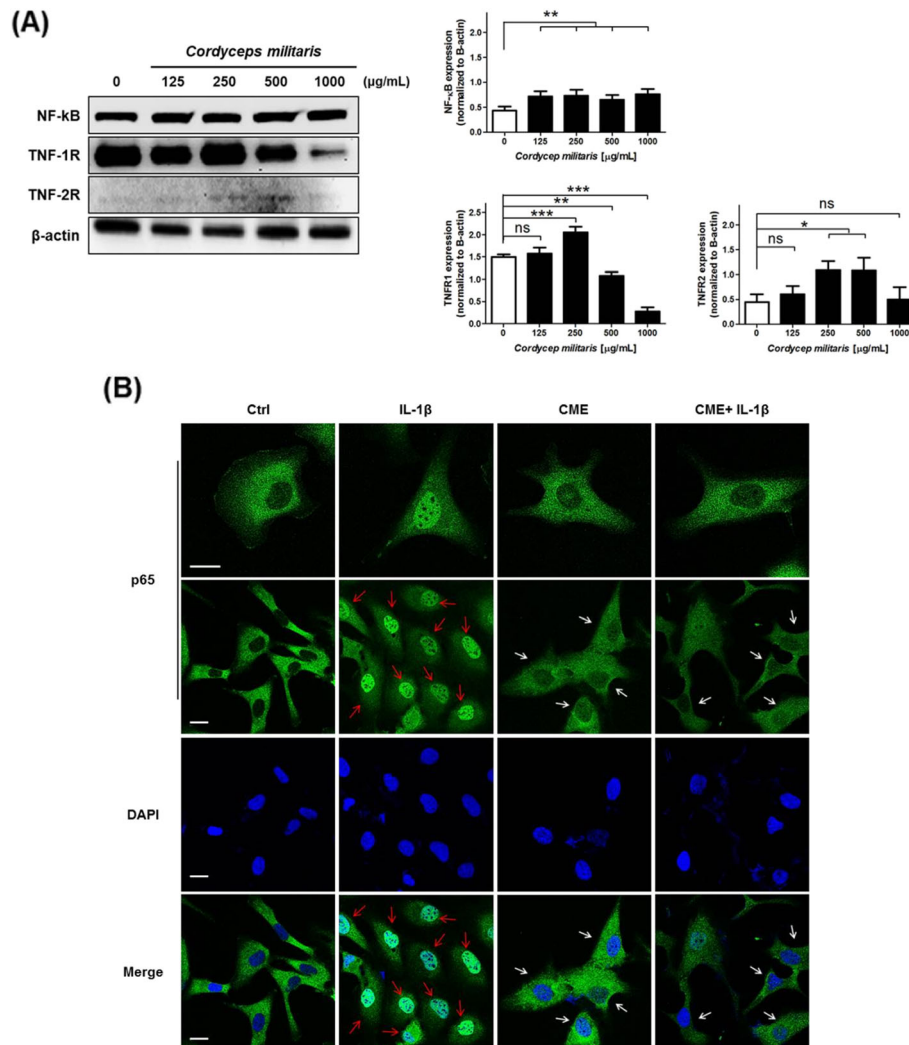 (A)
Cordyceps militaris
0 125 250 500 1000 (μg/mL)
NF-kB
TNF-1R
TNF-2R
β-actin
**
NF-κB expression
(normalized to B-actin)
2.0
1.5
1.0
0.5
0.0
0 125 250 500 1000
Cordycep militaris [μg/mL]
***
**
***
ns
TNFR1 expression
(normalized to B-actin)
2.5
2.0
1.5
1.0
0.5
0.0
0 125 250 500 1000
Cordycep militaris [μg/mL]
ns
*
ns
TNFR2 expression
(normalized to B-actin)
2.0
1.5
1.0
0.5
0.0
0 125 250 500 1000
Cordycep militaris [μg/mL]
(B)
Ctrl IL-1β CME CME+ IL-1β
p65
DAPI
Merge